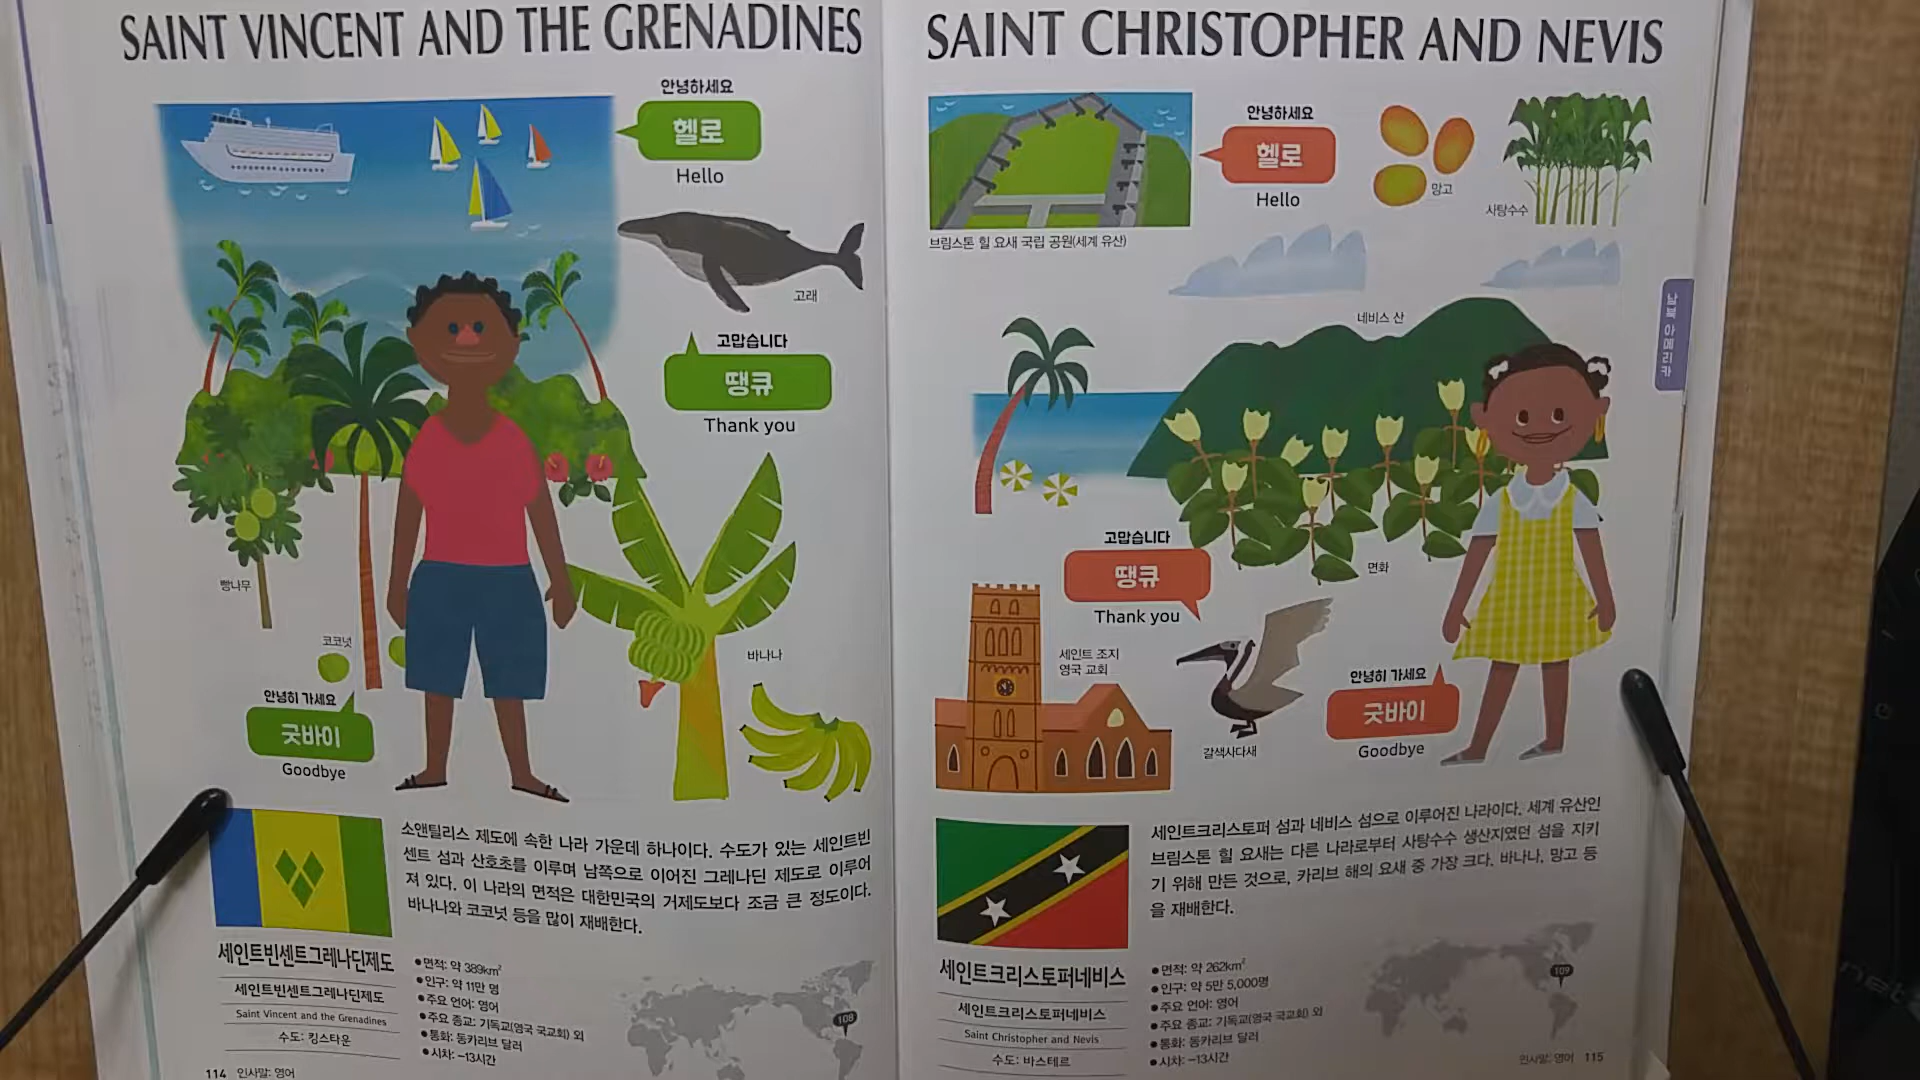 SAINT VINCENT AND THE GRENADINES
안녕하세요
헬로
Hello
고래
고맙습니다
땡큐
Thank you
빵나무
코코넛
바나나
안녕히 가세요
굿바이
Goodbye
소앤틸리스 제도에 속한 나라 가운데 하나이다. 수도가 있는 세인트빈
센트 섬과 산호초를 이루며 남쪽으로 이어진 그레나딘 제도로 이루어
져 있다. 이 나라의 면적은 대한민국의 거제도보다 조금 큰 정도이다.
바나나와 코코넛 등을 많이 재배한다.
세인트빈센트그레나딘제도
세인트빈센트그레나딘제도
Saint Vincent and the Grenadines
수도: 킹스타운
•면적: 약 389km²
•인구: 약 11만 명
•주요 언어: 영어
•주요 종교: 기독교(영국 국교회) 외
•통화: 동카리브 달러
•시차: -13시간
108
114 인사말: 영어
SAINT CHRISTOPHER AND NEVIS
안녕하세요
헬로
Hello
망고
사탕수수
브림스톤 힐 요새 국립 공원(세계 유산)
네비스 산
남북 아메리카
고맙습니다
땡큐
Thank you
면화
세인트 조지
영국 교회
갈색사다새
안녕히 가세요
굿바이
Goodbye
세인트크리스토퍼 섬과 네비스 섬으로 이루어진 나라이다. 세계 유산인
브림스톤 힐 요새는 다른 나라로부터 사탕수수 생산지였던 섬을 지키
기 위해 만든 것으로, 카리브 해의 요새 중 가장 크다. 바나나, 망고 등
을 재배한다.
세인트크리스토퍼네비스
세인트크리스토퍼네비스
Saint Christopher and Nevis
수도: 바스테르
•면적: 약 262km²
•인구: 약 5만 5,000명
•주요 언어: 영어
•주요 종교: 기독교(영국 국교회) 외
•통화: 동카리브 달러
•시차: -13시간
109
인사말: 영어 115